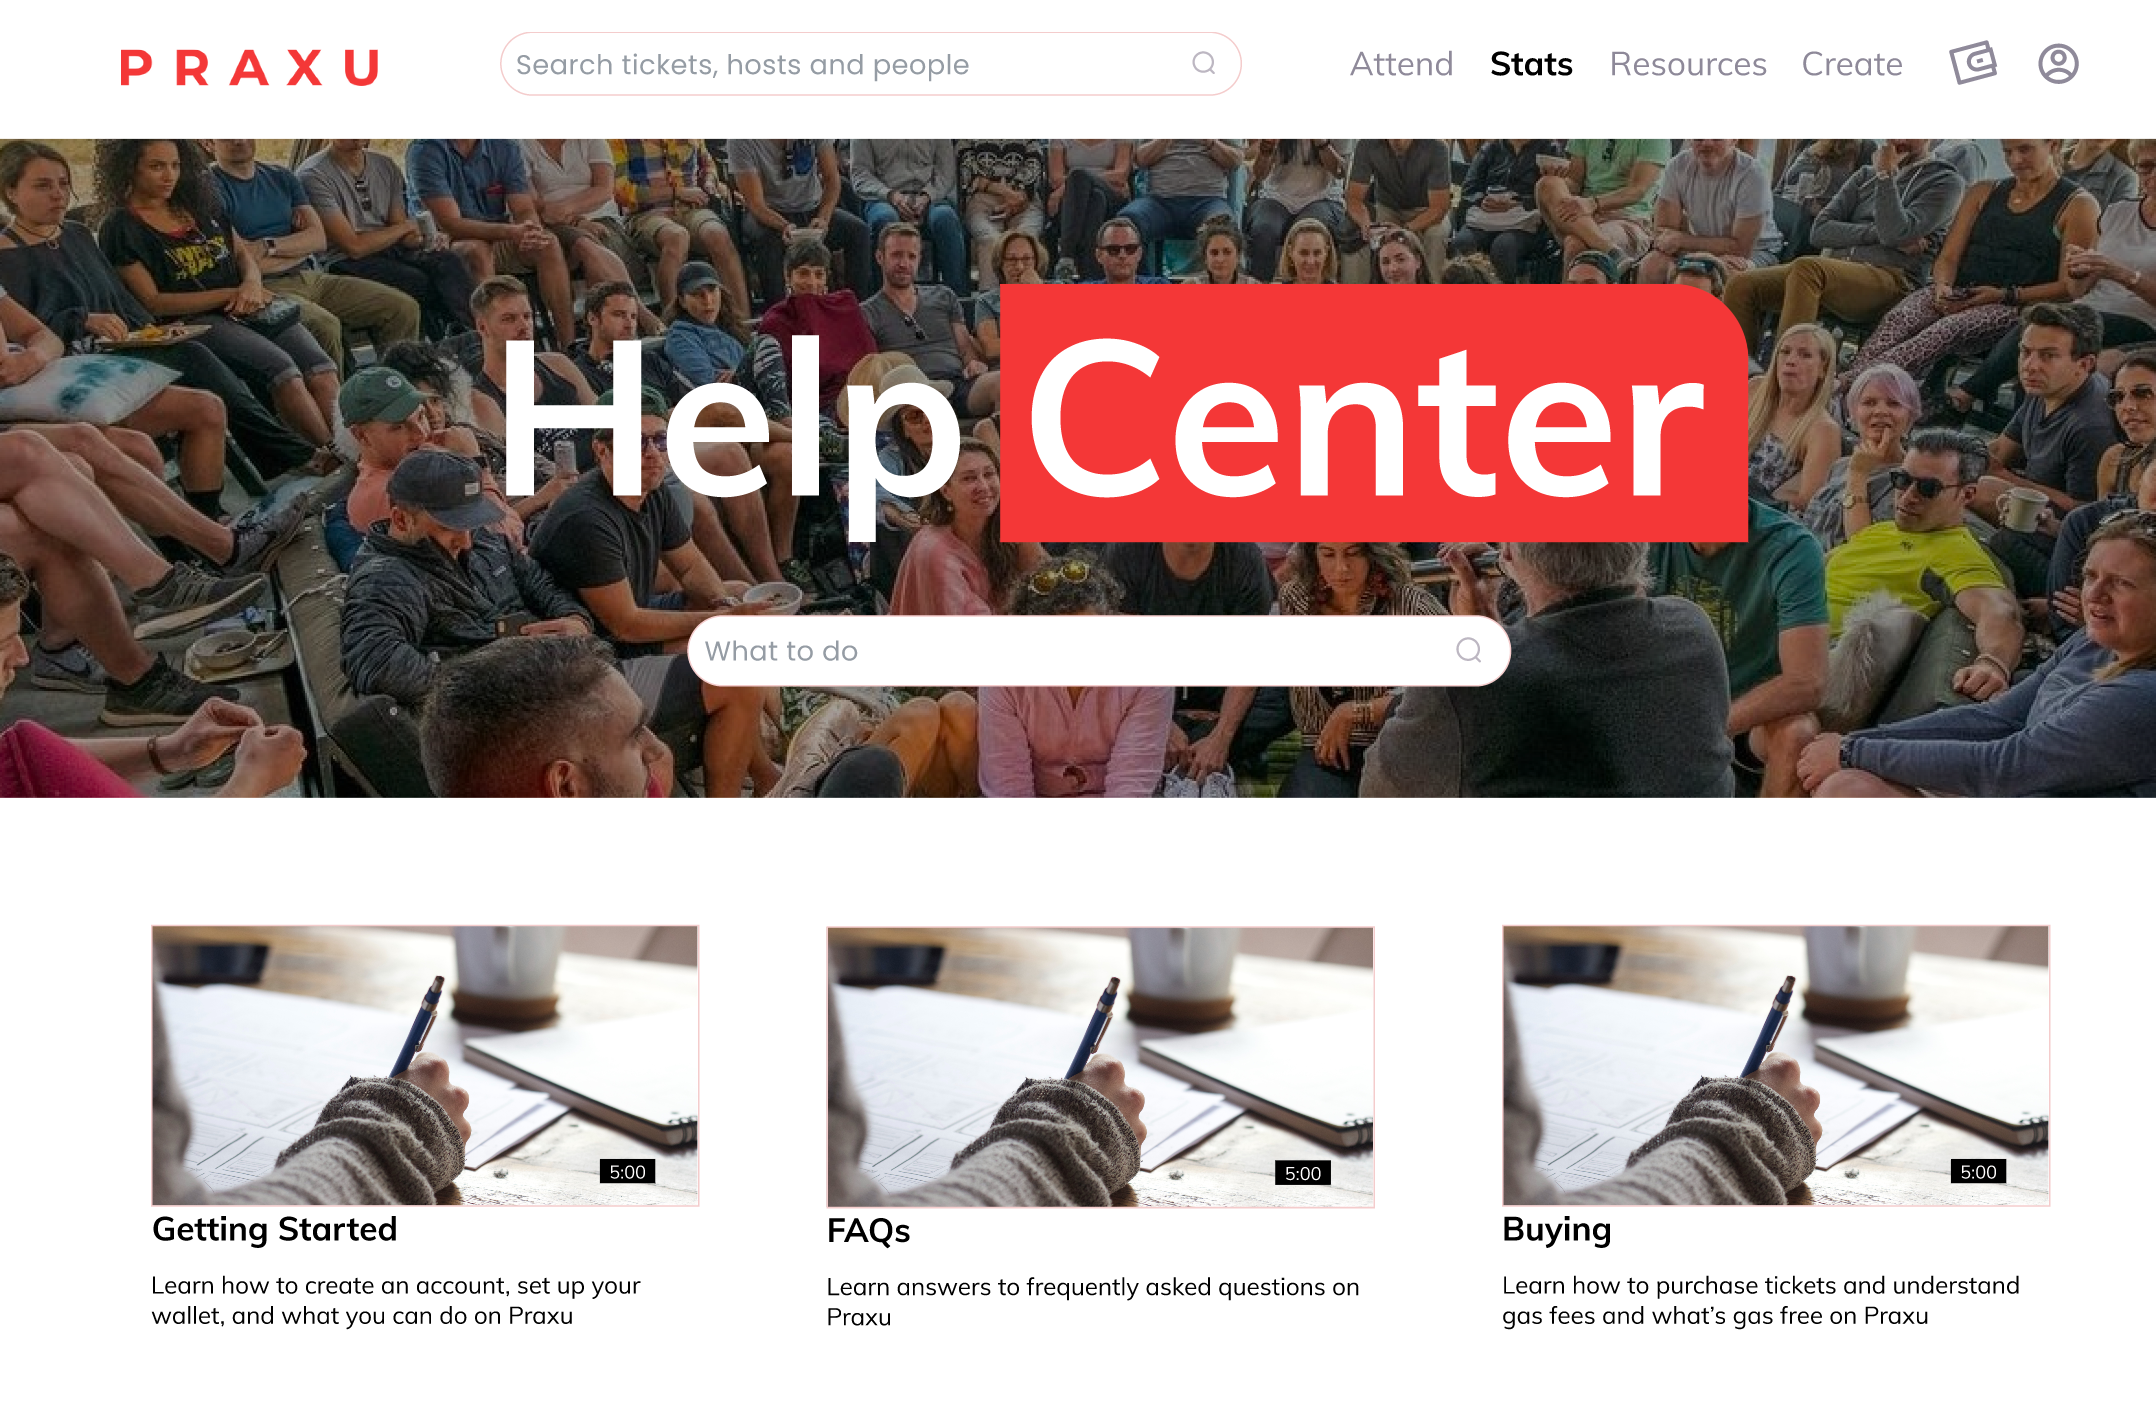 PRAXU
Search tickets, hosts and people
Attend Stats Resources Create
Help Center
What to do
5:00
5:00
5:00
Getting Started
FAQs
Buying
Learn how to create an account, set up your
wallet, and what you can do on Praxu
Learn answers to frequently asked questions on
Praxu
Learn how to purchase tickets and understand
gas fees and what’s gas free on Praxu